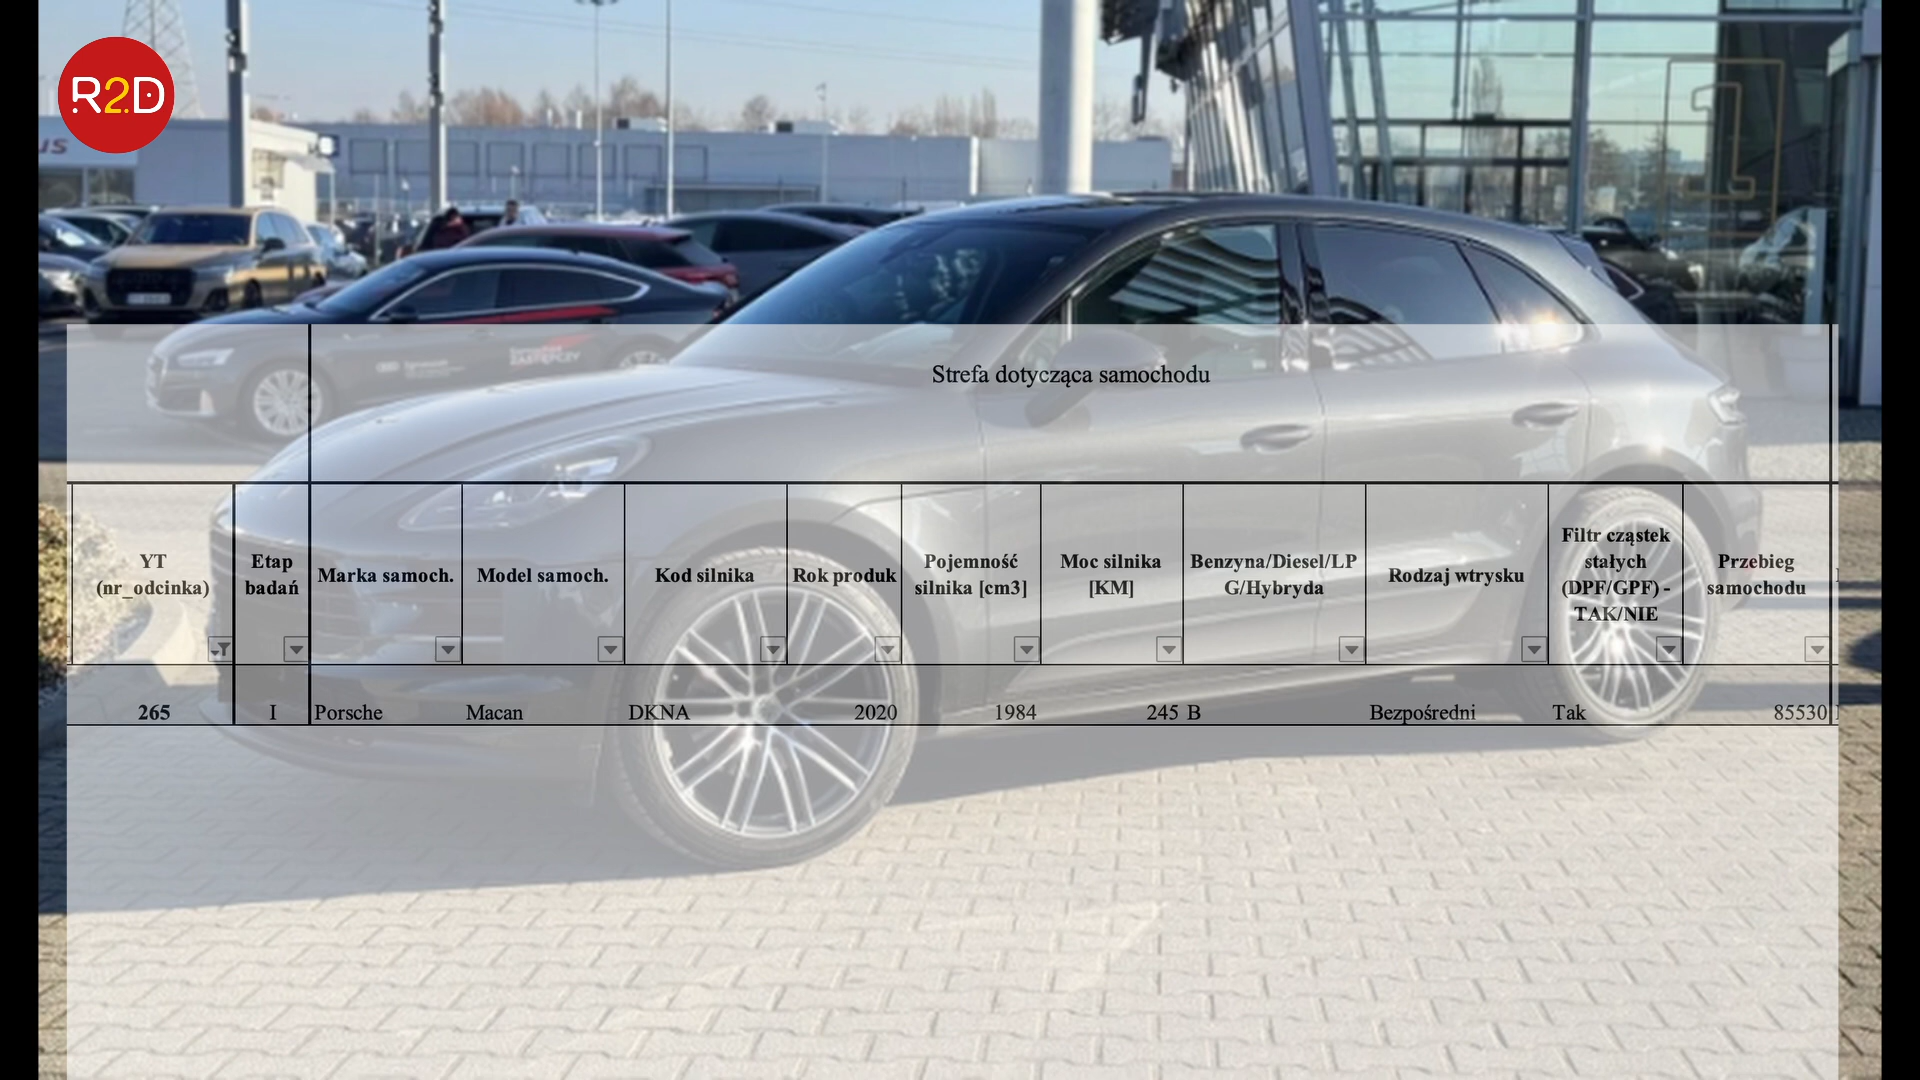 R2D
us
ZASTĘPCZY
Strefa dotycząca samochodu
YT
(nr_odcinka)
Etap
badań
Marka samoch.
Model samoch.
Kod silnika
Rok produk
Pojemność
silnika [cm3]
Moc silnika
[KM]
Benzyna/Diesel/LP
G/Hybryda
Rodzaj wtrysku
Filtr cząstek
stałych
(DPF/GPF) -
TAK/NIE
Przebieg
samochodu
265 I Porsche Macan DKNA 2020 1984 245 B Bezpośredni Tak 85530